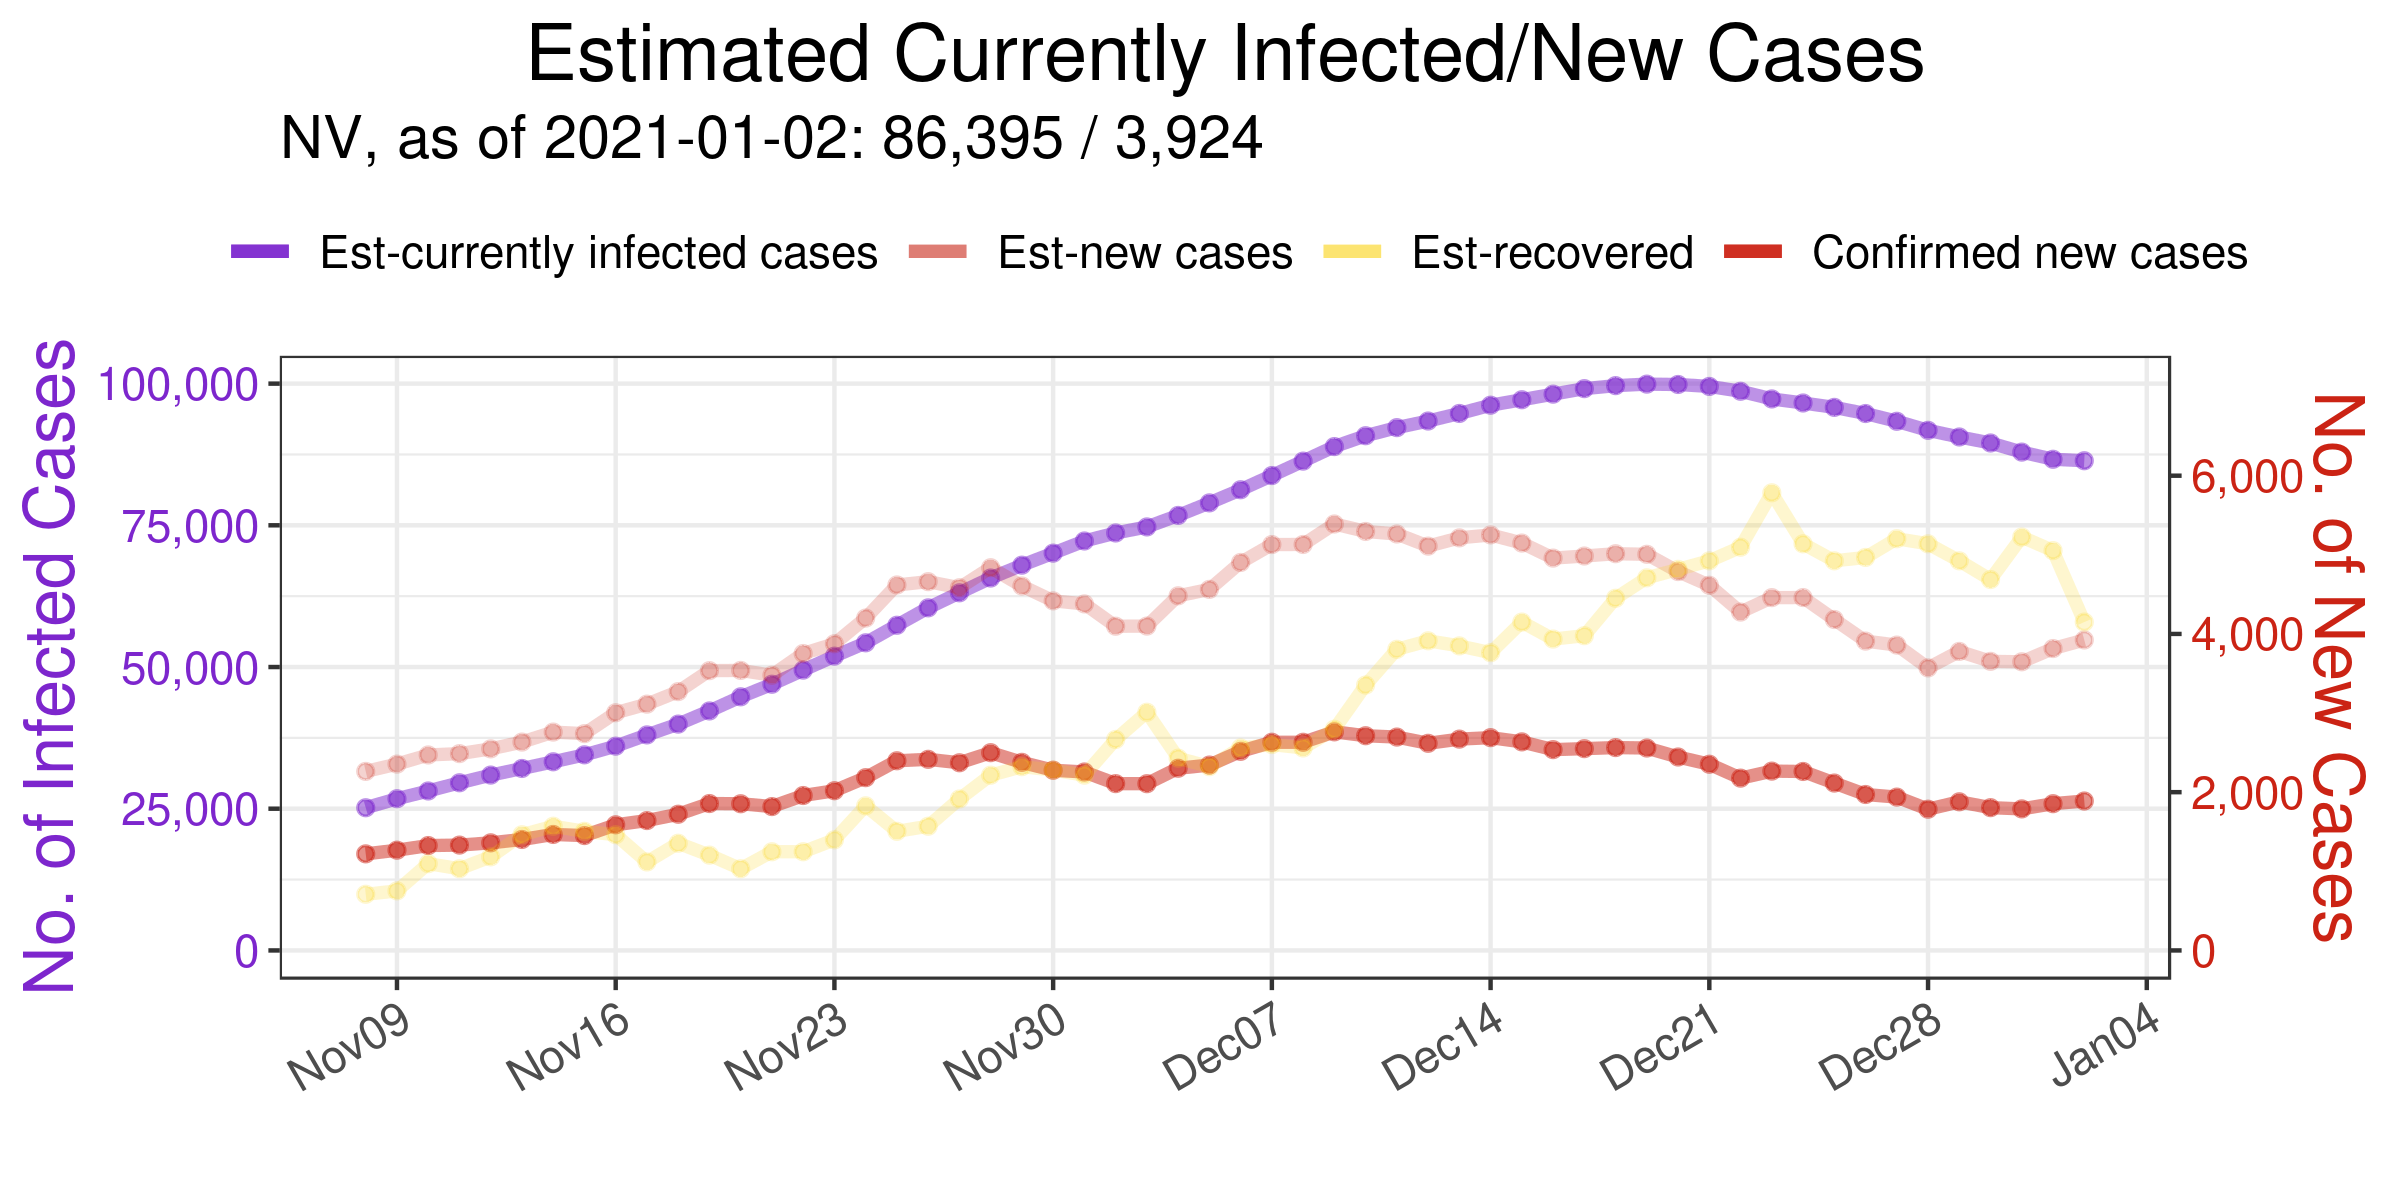 Estimated Currently Infected/New Cases
NV, as of 2021-01-02: 86,395 / 3,924
Est-currently infected cases Est-new cases Est-recovered Confirmed new cases
No. of Infected Cases
100,000
75,000
50,000
25,000
0
6,000
4,000
2,000
0
No. of New Cases
Nov09 Nov16 Nov23 Nov30 Dec07 Dec14 Dec21 Dec28 Jan04